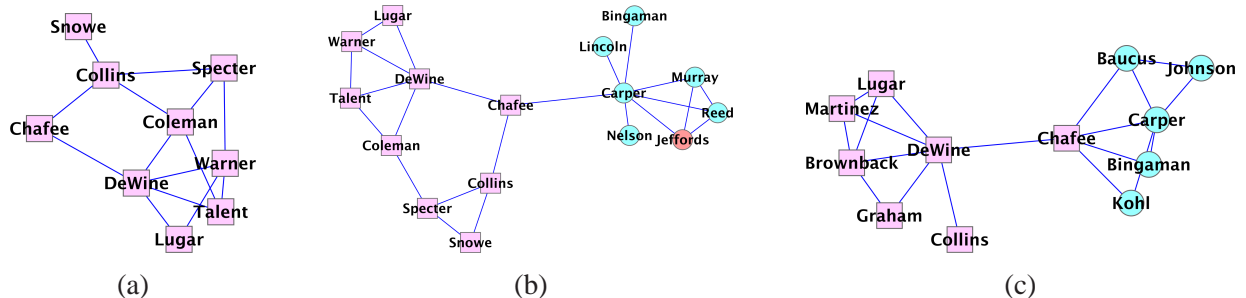 Snowe
Collins
Specter
Chafee
Coleman
Warner
DeWine
Talent
Lugar
(a)
Lugar
Warner
DeWine
Talent
Chafee
Coleman
Collins
Specter
Snowe
Bingaman
Lincoln
Murray
Carper
Reed
Nelson
Jeffords
(b)
Baucus
Johnson
Lugar
Martinez
Carper
Chafee
DeWine
Brownback
Bingaman
Kohl
Graham
Collins
(c)